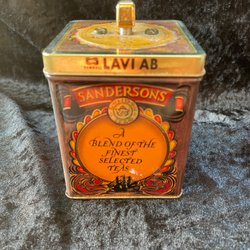 LAVI AB
SANDERSONS
A
BLEND OF THE
FINEST
SELECTED
TEAS